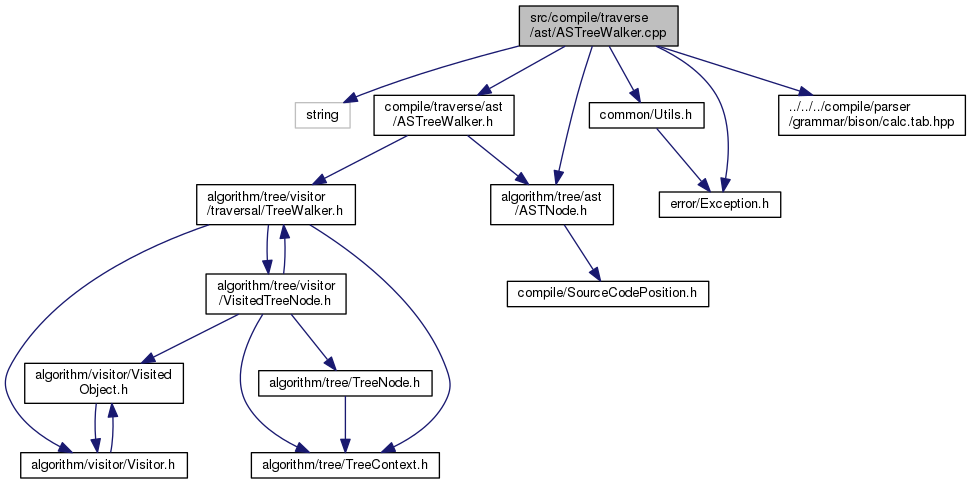 src/compile/traverse
/ast/ASTreeWalker.cpp
string
compile/traverse/ast
/ASTreeWalker.h
common/Utils.h
../../../compile/parser
/grammar/bison/calc.tab.hpp
algorithm/tree/visitor
/traversal/TreeWalker.h
algorithm/tree/ast
/ASTNode.h
error/Exception.h
algorithm/tree/visitor
/VisitedTreeNode.h
compile/SourceCodePosition.h
algorithm/visitor/Visited
Object.h
algorithm/tree/TreeNode.h
algorithm/visitor/Visitor.h
algorithm/tree/TreeContext.h